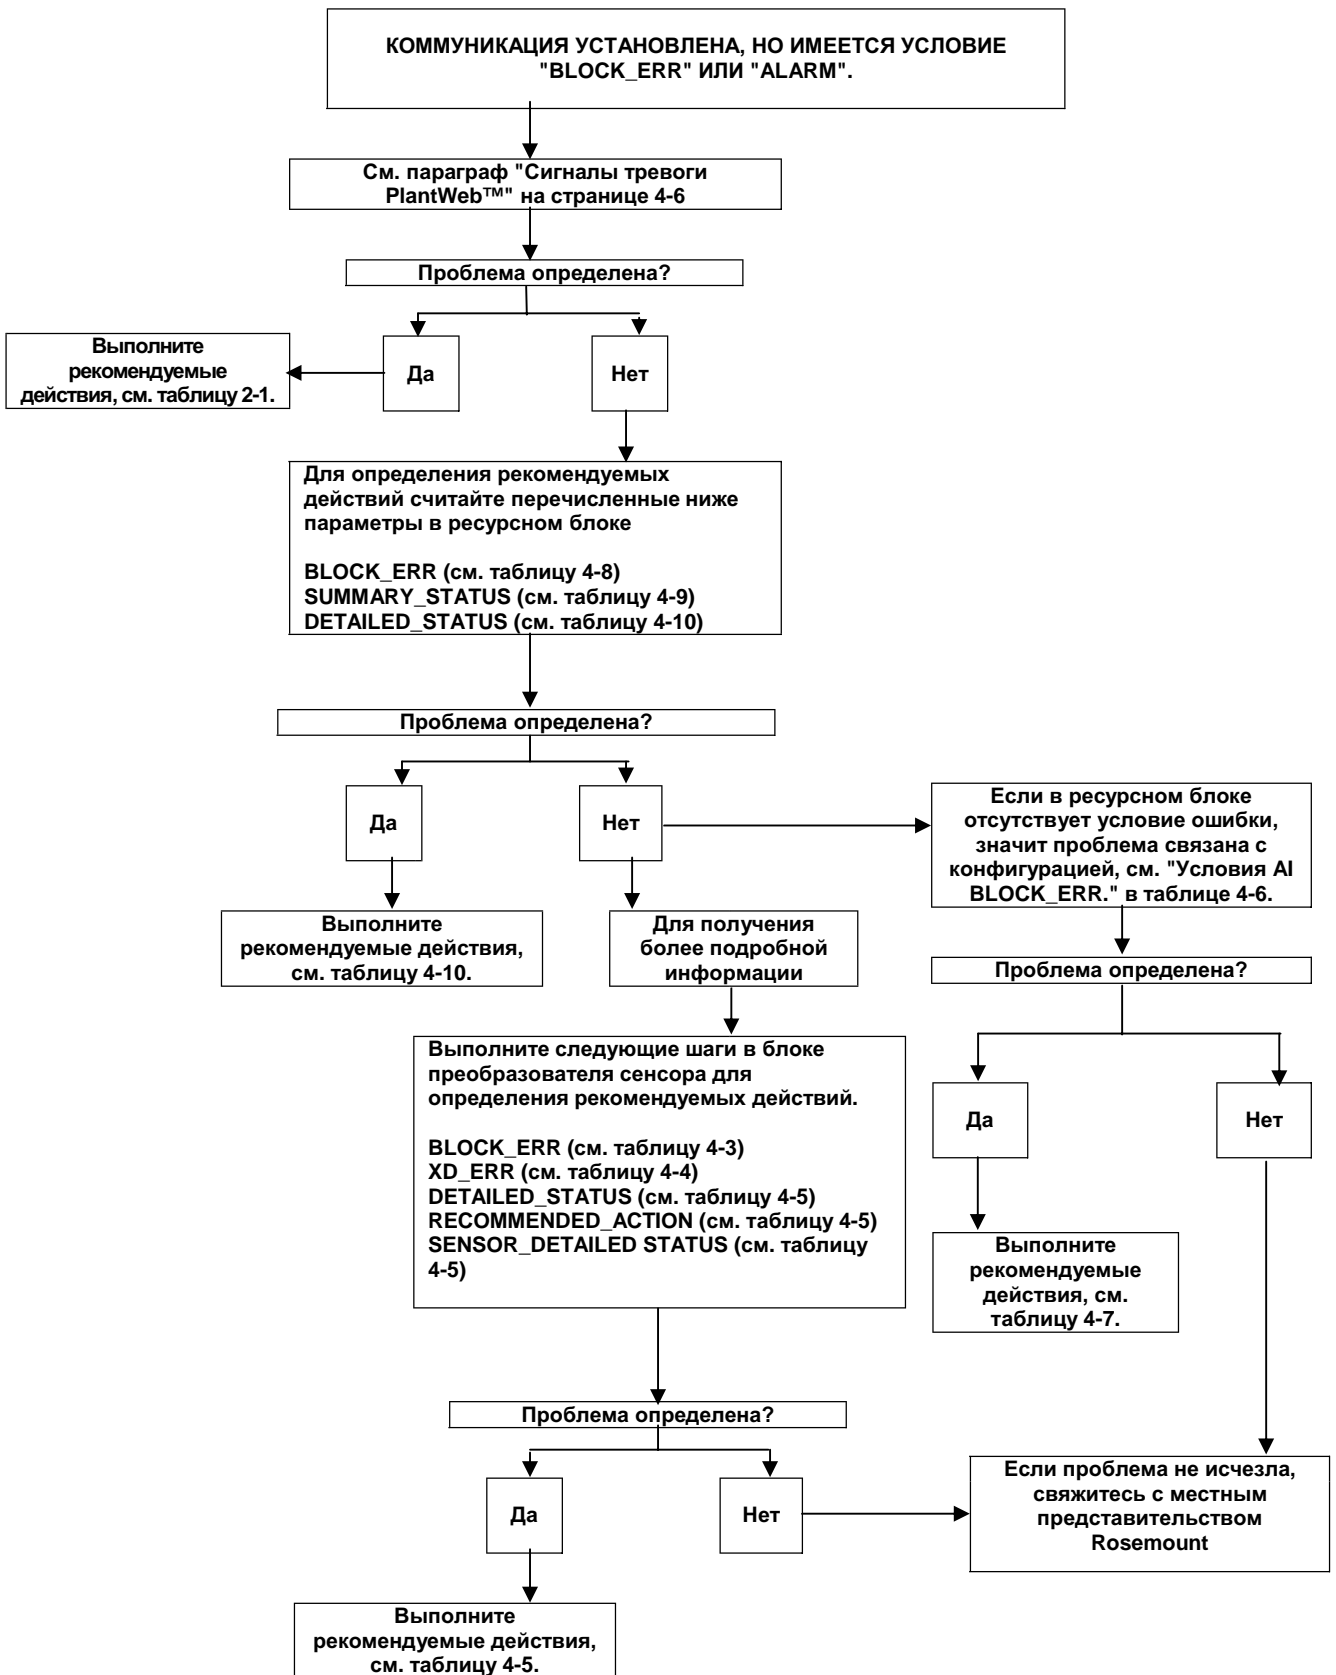 КОММУНИКАЦИЯ УСТАНОВЛЕНА, НО ИМЕЕТСЯ УСЛОВИЕ
"BLOCK_ERR" ИЛИ "ALARM".
См. параграф "Сигналы тревоги
PlantWeb™" на странице 4-6
Проблема определена?
Выполните
рекомендуемые
действия, см. таблицу 2-1.
Да
Нет
Для определения рекомендуемых
действий считайте перечисленные ниже
параметры в ресурсном блоке
BLOCK_ERR (см. таблицу 4-8)
SUMMARY_STATUS (см. таблицу 4-9)
DETAILED_STATUS (см. таблицу 4-10)
Проблема определена?
Да
Нет
Если в ресурсном блоке
отсутствует условие ошибки,
значит проблема связана с
конфигурацией, см. "Условия AI
BLOCK_ERR." в таблице 4-6.
Выполните
рекомендуемые действия,
см. таблицу 4-10.
Для получения
более подробной
информации
Проблема определена?
Выполните следующие шаги в блоке
преобразователя сенсора для
определения рекомендуемых действий.
BLOCK_ERR (см. таблицу 4-3)
XD_ERR (см. таблицу 4-4)
DETAILED_STATUS (см. таблицу 4-5)
RECOMMENDED_ACTION (см. таблицу 4-5)
SENSOR_DETAILED STATUS (см. таблицу
4-5)
Да
Нет
Выполните
рекомендуемые
действия, см.
таблицу 4-7.
Проблема определена?
Да
Нет
Если проблема не исчезла,
свяжитесь с местным
представительством
Rosemount
Выполните
рекомендуемые действия,
см. таблицу 4-5.